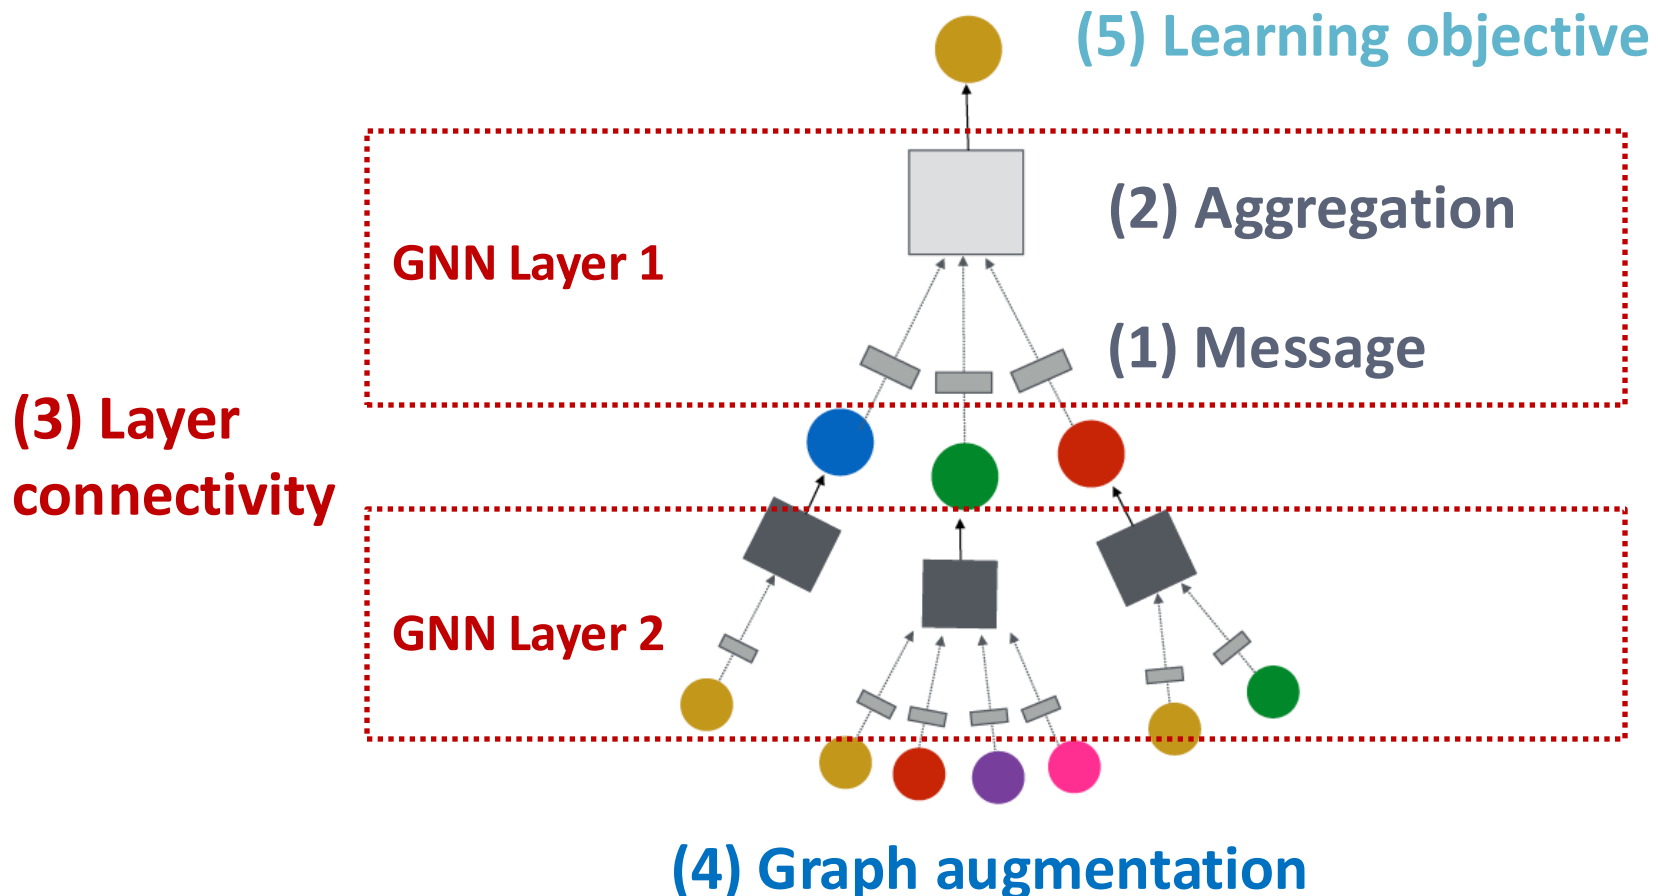 (5) Learning objective
(2) Aggregation
GNN Layer 1
(1) Message
(3) Layer
connectivity
GNN Layer 2
(4) Graph augmentation